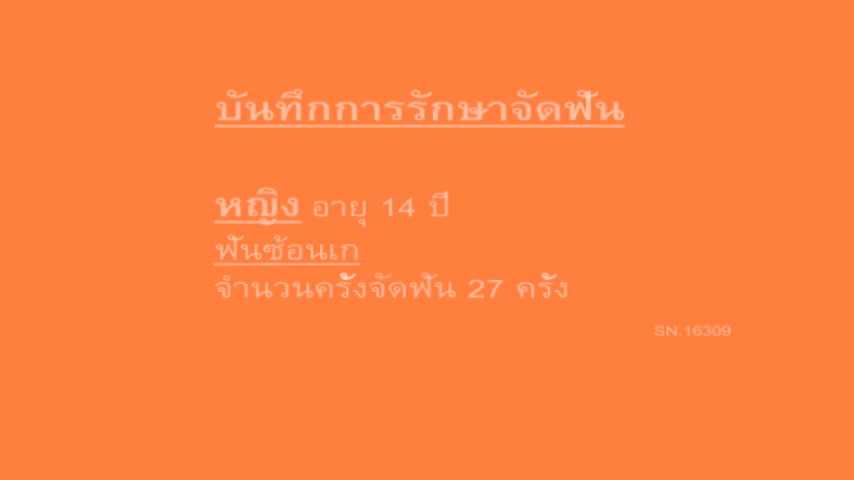 บันทึกการรักษาจัดฟัน
หญิง อายุ 14 ปี
ฟันซ้อนเก
จำนวนครั้งจัดฟัน 27 ครั้ง
SN.16309